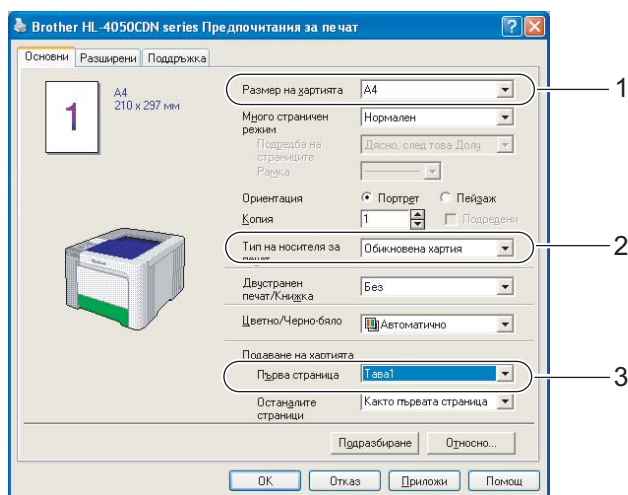 Brother HL-4050CDN series Предпочитания за печат
Основни Разширени Поддръжка
A4
210 x 297 мм
1
Размер на хартията A4
1
Много страничен режим Нормален
Подредба на страниците Дясно, след това Долу
Рамка
Ориентация Портрет Пейзаж
Копия 1 Подредени
Тип на носителя за печат Обикновена хартия
2
Двустранен печат/Книжка Без
Цветно/Черно-бяло Автоматично
Подаване на хартията
Първа страница Тава1
3
Останалите страници Както първата страница
Подразбиране Относно...
OK Отказ Приложи Помощ